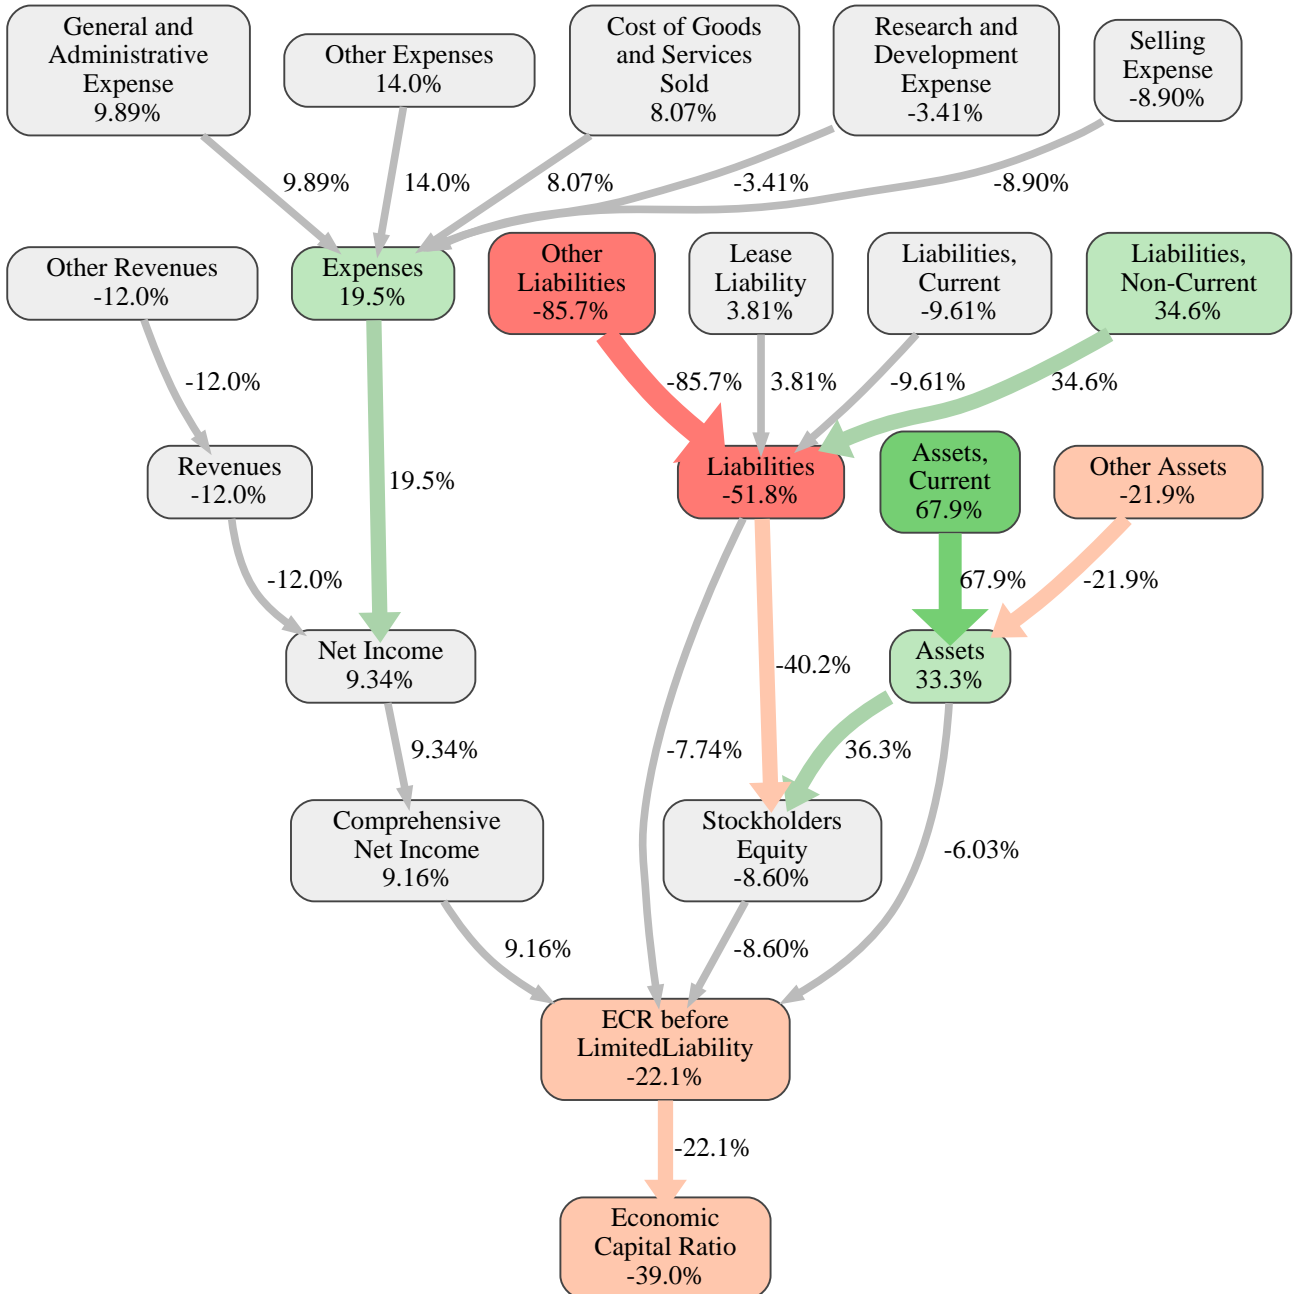 General and
Administrative
Expense
9.89%
Other Expenses
14.0%
Cost of Goods
and Services
Sold
8.07%
Research and
Development
Expense
-3.41%
Selling
Expense
-8.90%
9.89%
14.0%
8.07%
-3.41%
-8.90%
Other Revenues
-12.0%
Expenses
19.5%
Other
Liabilities
-85.7%
Lease
Liability
3.81%
Liabilities,
Current
-9.61%
Liabilities,
Non-Current
34.6%
-12.0%
-85.7%
3.81%
-9.61%
34.6%
Revenues
-12.0%
19.5%
Liabilities
-51.8%
Assets,
Current
67.9%
Other Assets
-21.9%
-12.0%
67.9%
-21.9%
Net Income
9.34%
-40.2%
Assets
33.3%
9.34%
-7.74%
36.3%
Comprehensive
Net Income
9.16%
Stockholders
Equity
-8.60%
-6.03%
9.16%
-8.60%
ECR before
LimitedLiability
-22.1%
-22.1%
Economic
Capital Ratio
-39.0%